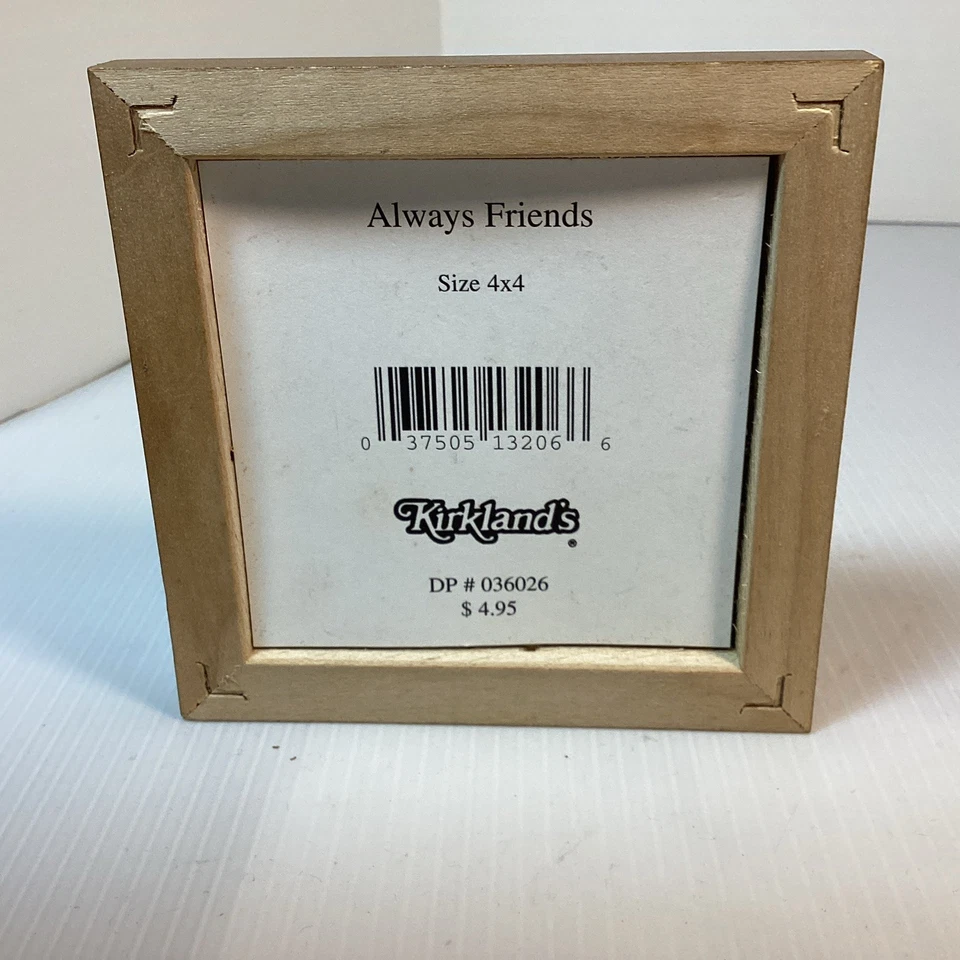 Always Friends
Size 4x4
0 37505 13206 6
Kirkland's
®
DP # 036026
$ 4.95